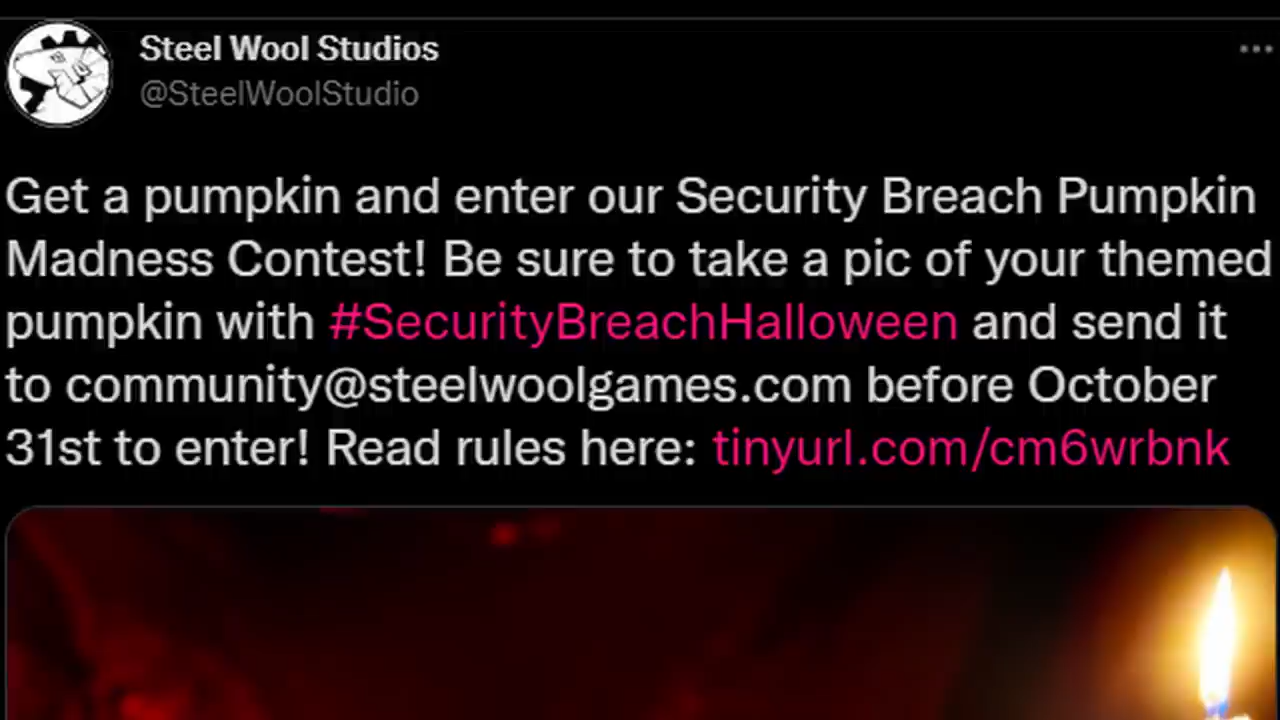 Steel Wool Studios
@SteelWoolStudio
Get a pumpkin and enter our Security Breach Pumpkin
Madness Contest! Be sure to take a pic of your themed
pumpkin with #SecurityBreachHalloween and send it
to community@steelwoolgames.com before October
31st to enter! Read rules here: tinyurl.com/cm6wrbnk